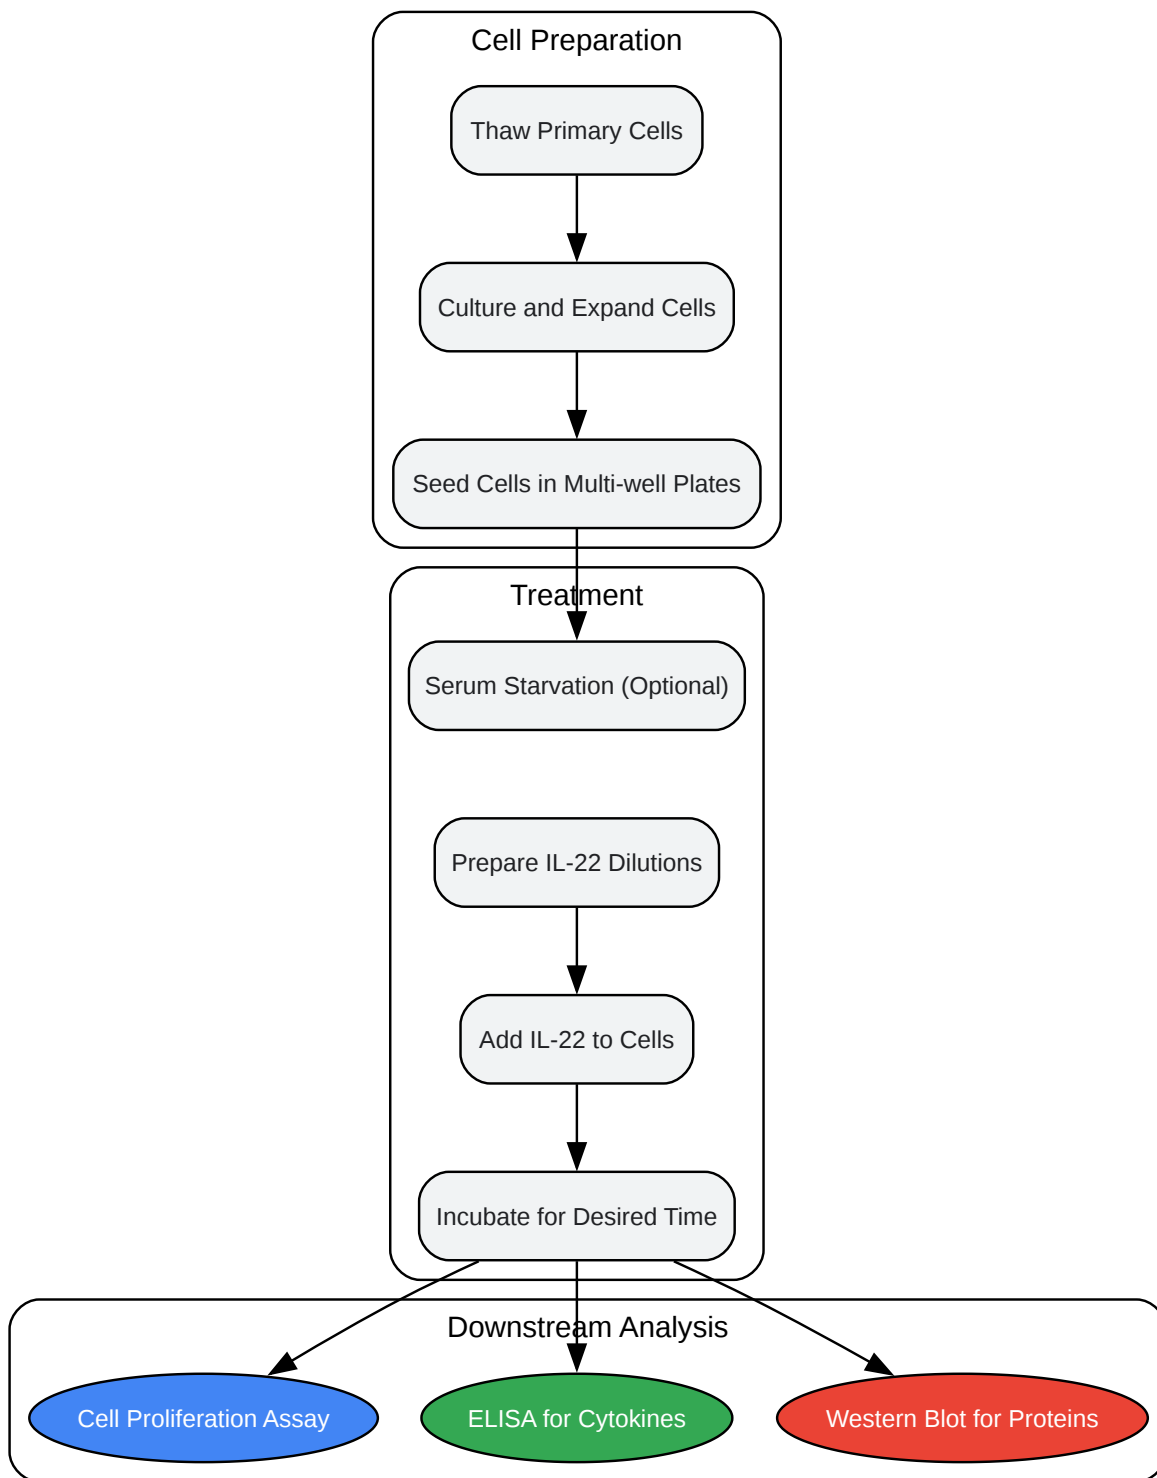 Cell Preparation
Thaw Primary Cells
Culture and Expand Cells
Seed Cells in Multi-well Plates
Treatment
Serum Starvation (Optional)
Prepare IL-22 Dilutions
Add IL-22 to Cells
Incubate for Desired Time
Downstream Analysis
Cell Proliferation Assay
ELISA for Cytokines
Western Blot for Proteins